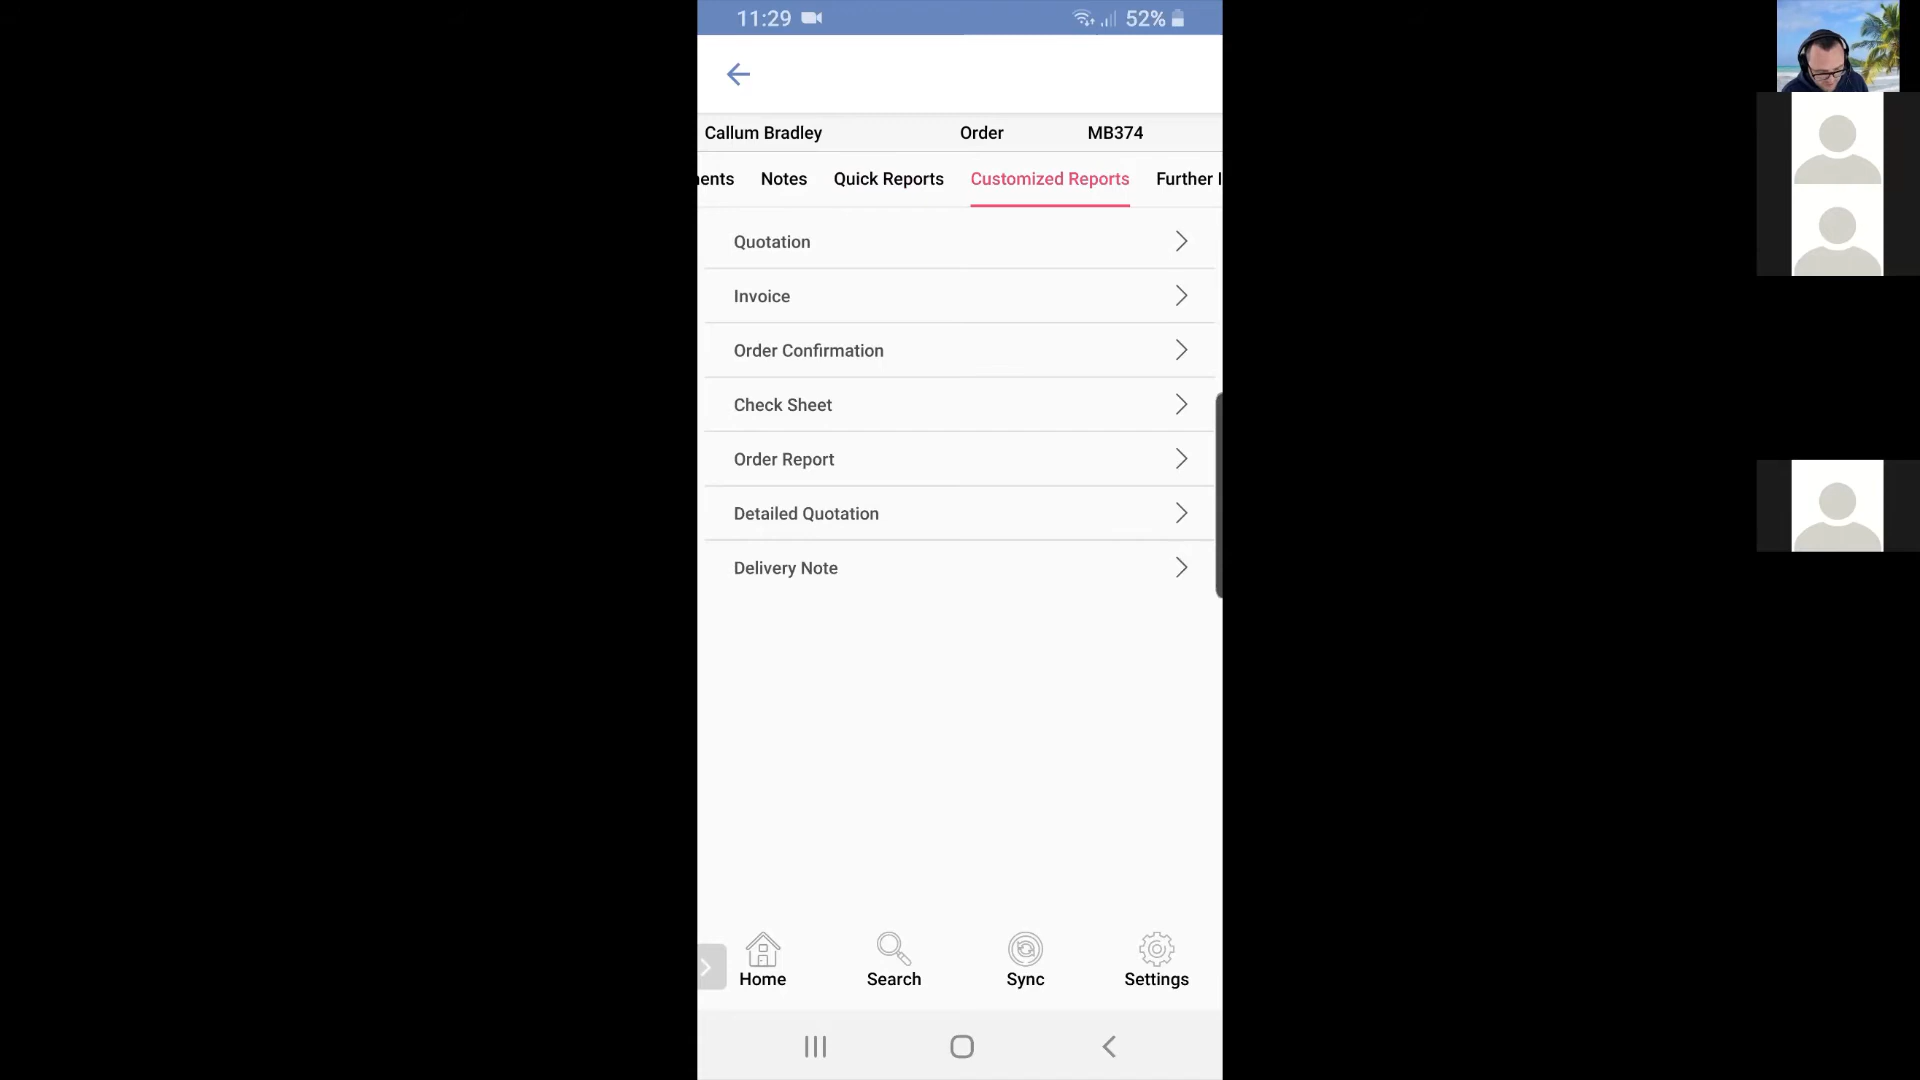 11:29 52%
Callum Bradley Order MB374
ents Notes Quick Reports Customized Reports Further I
Quotation
Invoice
Order Confirmation
Check Sheet
Order Report
Detailed Quotation
Delivery Note
Home Search Sync Settings